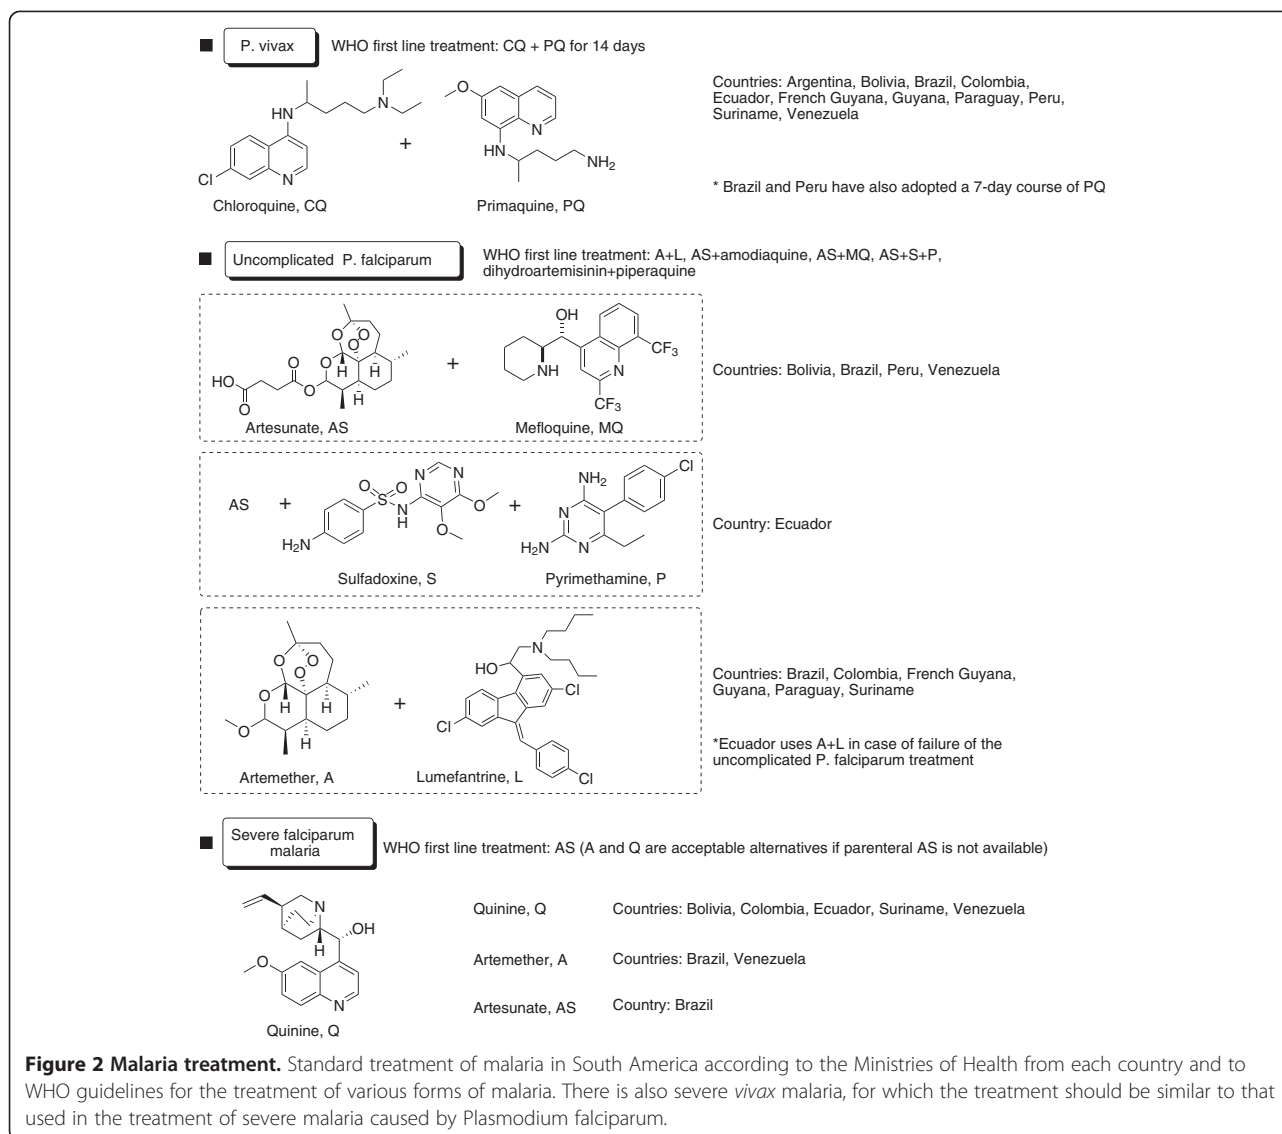 P. vivax
WHO first line treatment: CQ + PQ for 14 days
Countries: Argentina, Bolivia, Brazil, Colombia,
Ecuador, French Guyana, Guyana, Paraguay, Peru,
Suriname, Venezuela
HN
N
Cl
N
Chloroquine, CQ
+
O
N
HN
NH2
Primaquine, PQ
* Brazil and Peru have also adopted a 7-day course of PQ
Uncomplicated P. falciparum
WHO first line treatment: A+L, AS+amodiaquine, AS+MQ, AS+S+P,
dihydroartemisinin+piperaquine
O
O
O
O
H
H
O
HO
O
O
H
Artesunate, AS
+
OH
NH
N
CF3
CF3
Mefloquine, MQ
Countries: Bolivia, Brazil, Peru, Venezuela
AS
+
O
O
S
N
H
N
N
O
O
H2N
Sulfadoxine, S
+
NH2
Cl
N
H2N
N
Pyrimethamine, P
Country: Ecuador
O
O
O
O
H
H
O
H
Artemether, A
+
N
HO
Cl
Cl
Cl
Lumefantrine, L
Countries: Brazil, Colombia, French Guyana,
Guyana, Paraguay, Suriname
*Ecuador uses A+L in case of failure of the
uncomplicated P. falciparum treatment
Severe falciparum
malaria
WHO first line treatment: AS (A and Q are acceptable alternatives if parenteral AS is not available)
N
OH
H
O
N
Quinine, Q
Quinine, Q Countries: Bolivia, Colombia, Ecuador, Suriname, Venezuela
Artemether, A Countries: Brazil, Venezuela
Artesunate, AS Country: Brazil
Figure 2 Malaria treatment. Standard treatment of malaria in South America according to the Ministries of Health from each country and to
WHO guidelines for the treatment of various forms of malaria. There is also severe vivax malaria, for which the treatment should be similar to that
used in the treatment of severe malaria caused by Plasmodium falciparum.